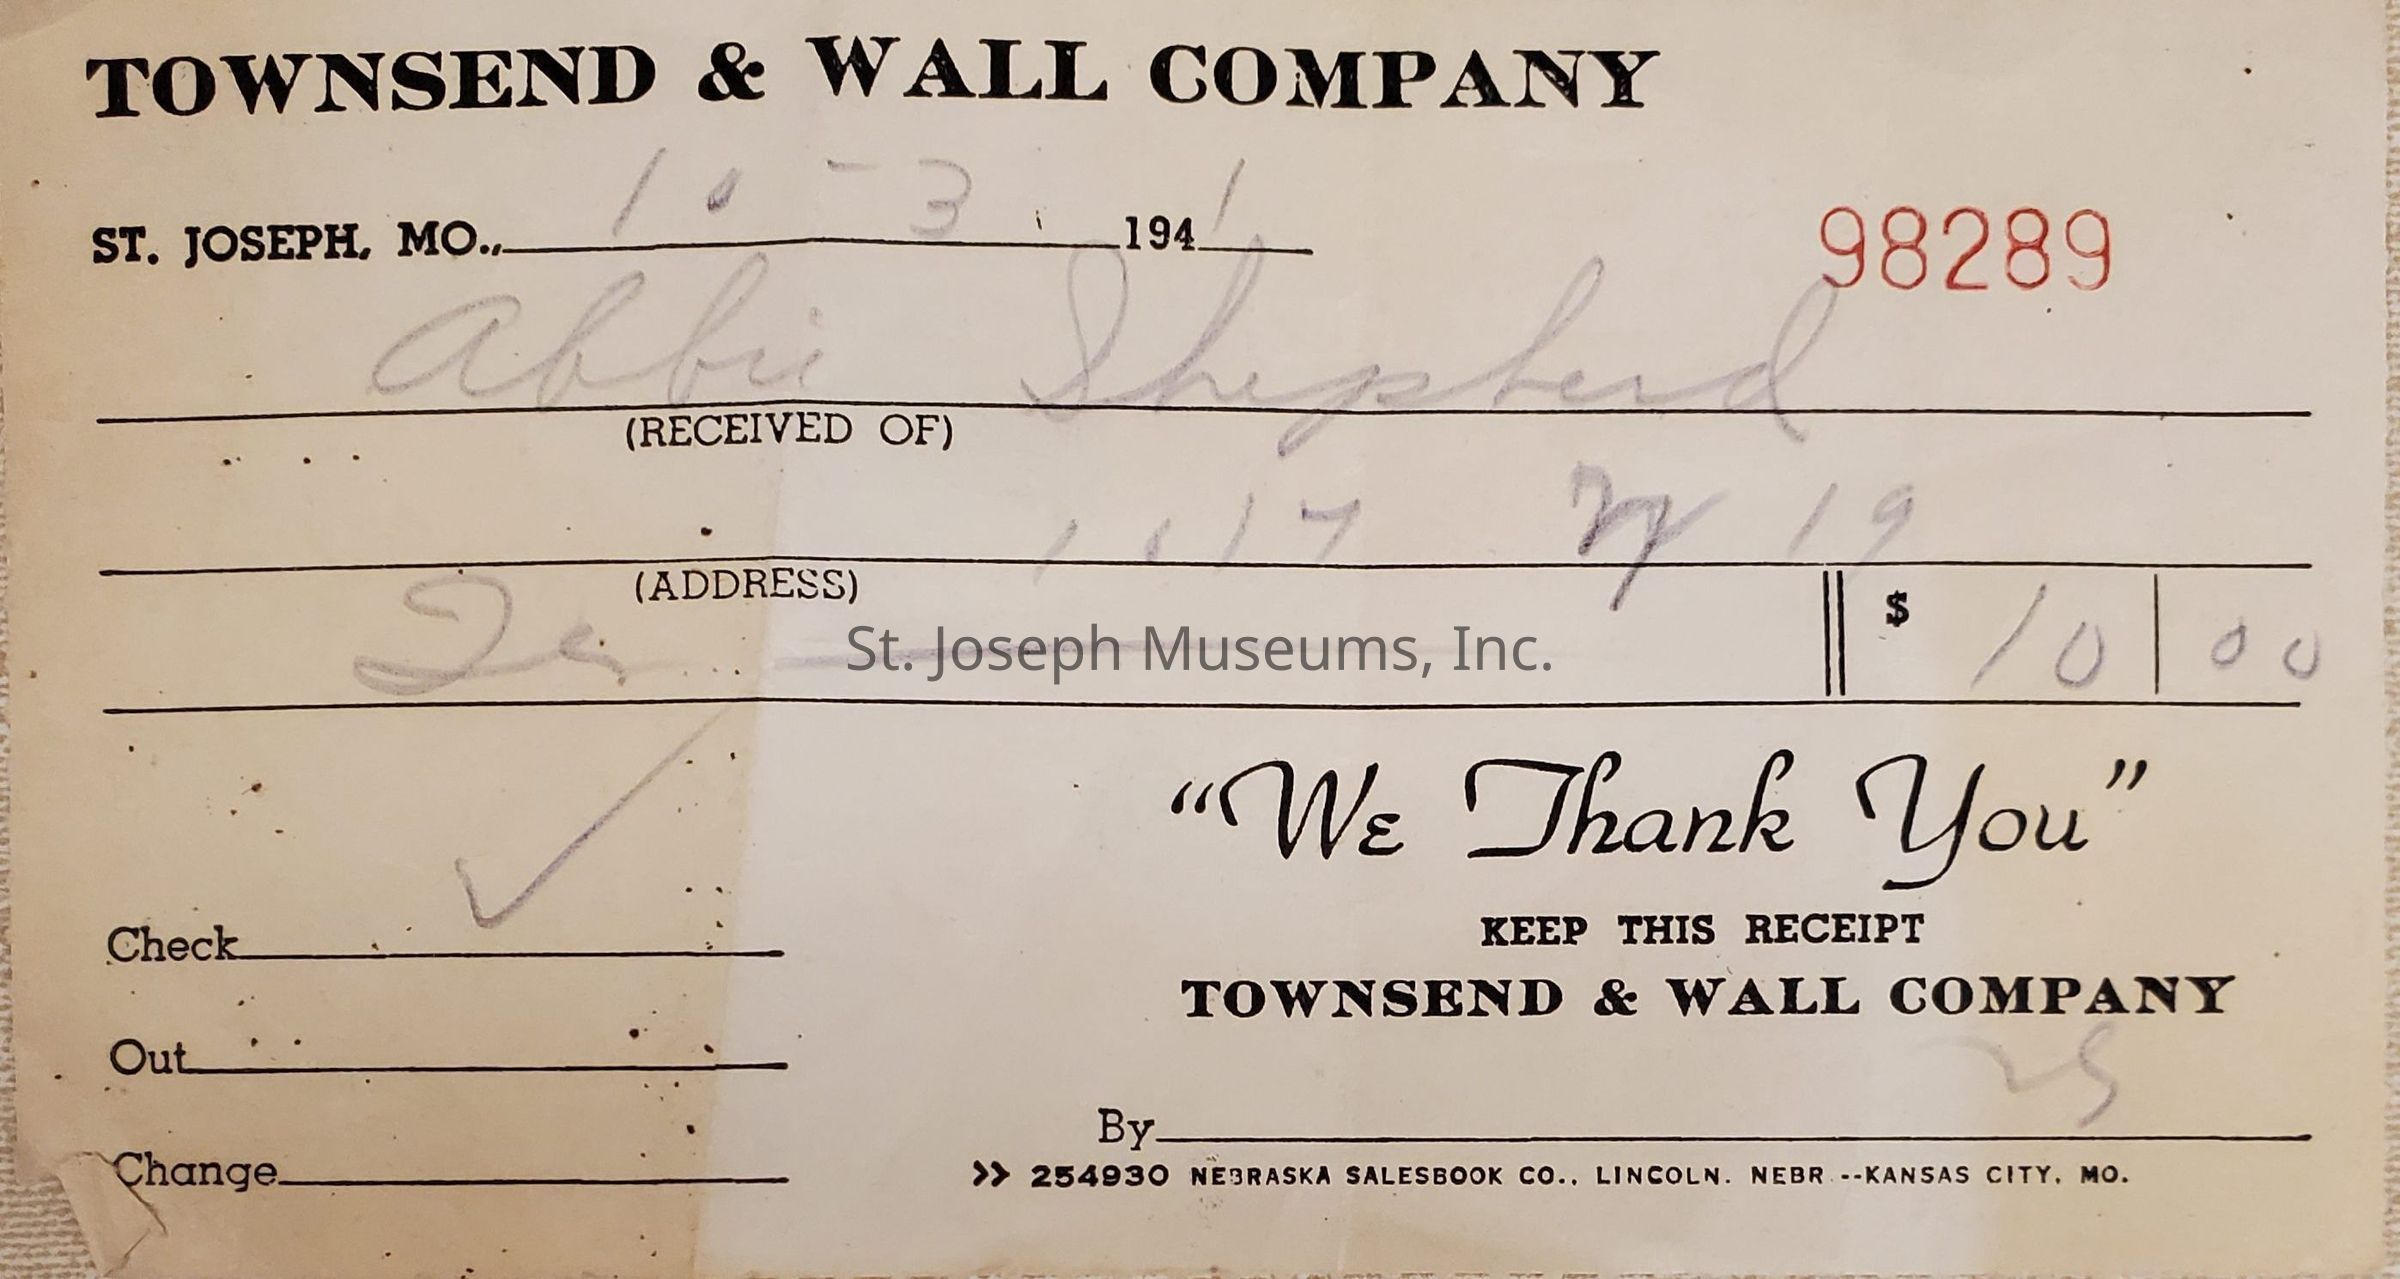 TOWNSEND & WALL COMPANY
ST. JOSEPH, MO., 10-3 1941 98289
Abbie Shepherd
(RECEIVED OF)
1017 N 19
(ADDRESS)
Ten $ 10 00
St. Joseph Museums, Inc.
"We Thank You"
KEEP THIS RECEIPT
Check
TOWNSEND & WALL COMPANY
Out
By
Change
>> 254930 NEBRASKA SALESBOOK CO., LINCOLN, NEBR.--KANSAS CITY, MO.